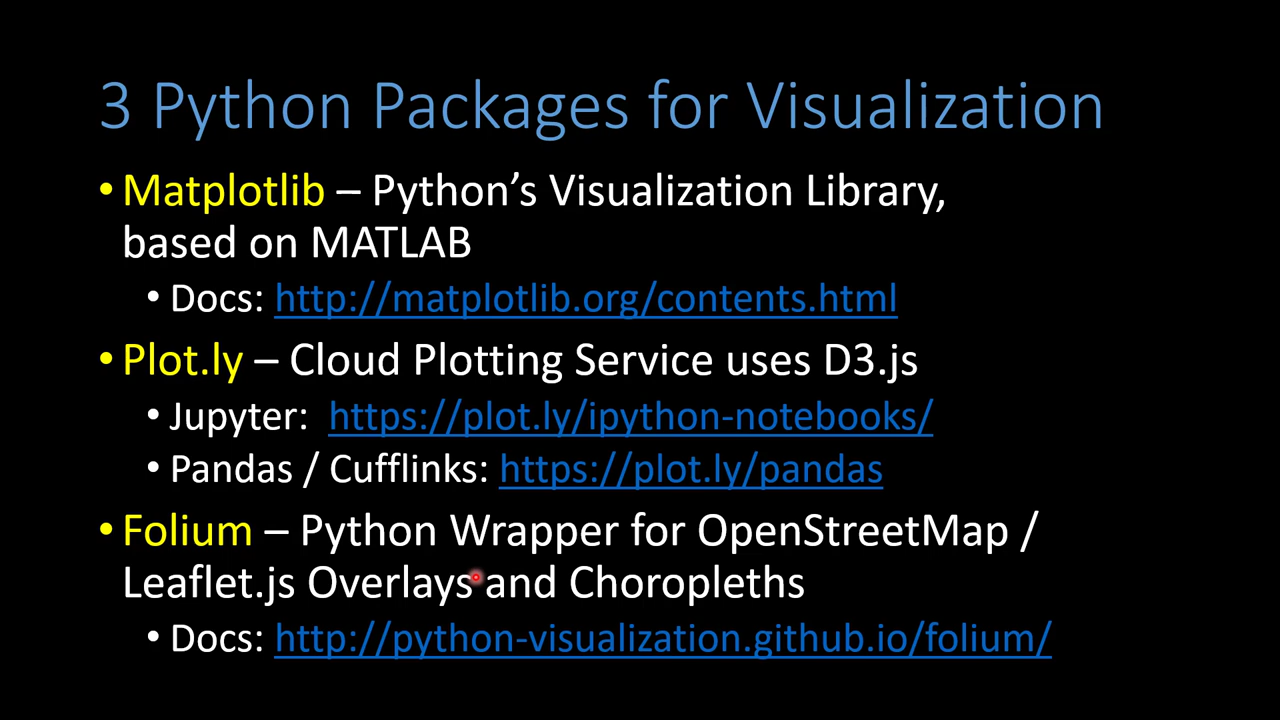 3 Python Packages for Visualization
• Matplotlib – Python’s Visualization Library,
based on MATLAB
• Docs: http://matplotlib.org/contents.html
• Plot.ly – Cloud Plotting Service uses D3.js
• Jupyter: https://plot.ly/ipython-notebooks/
• Pandas / Cufflinks: https://plot.ly/pandas
• Folium – Python Wrapper for OpenStreetMap /
Leaflet.js Overlays and Choropleths
• Docs: http://python-visualization.github.io/folium/